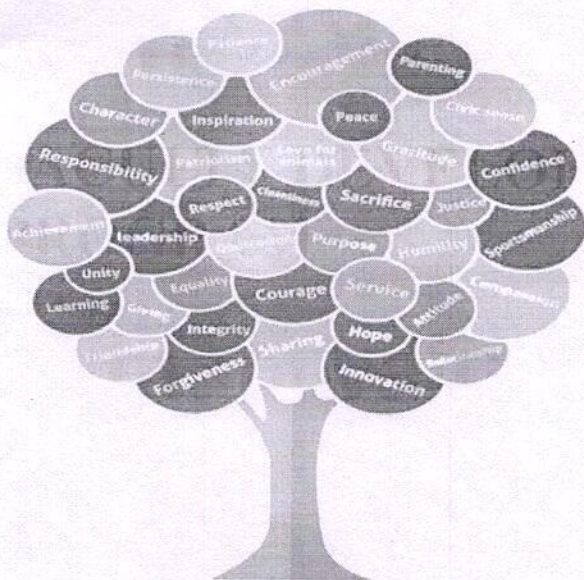 Patience
Encouragement
Parenting
Persistence
Civic sense
Character
Inspiration
Peace
Responsibility
Patriotism
Love for
animals
Gratitude
Confidence
Respect
Cleanliness
Sacrifice
Justice
Achievement
leadership
Purpose
Humility
Sportsmanship
Unity
Equality
Courage
Service
Compassion
Learning
Giving
Integrity
Hope
Attitude
Friendship
Sharing
Forgiveness
Innovation